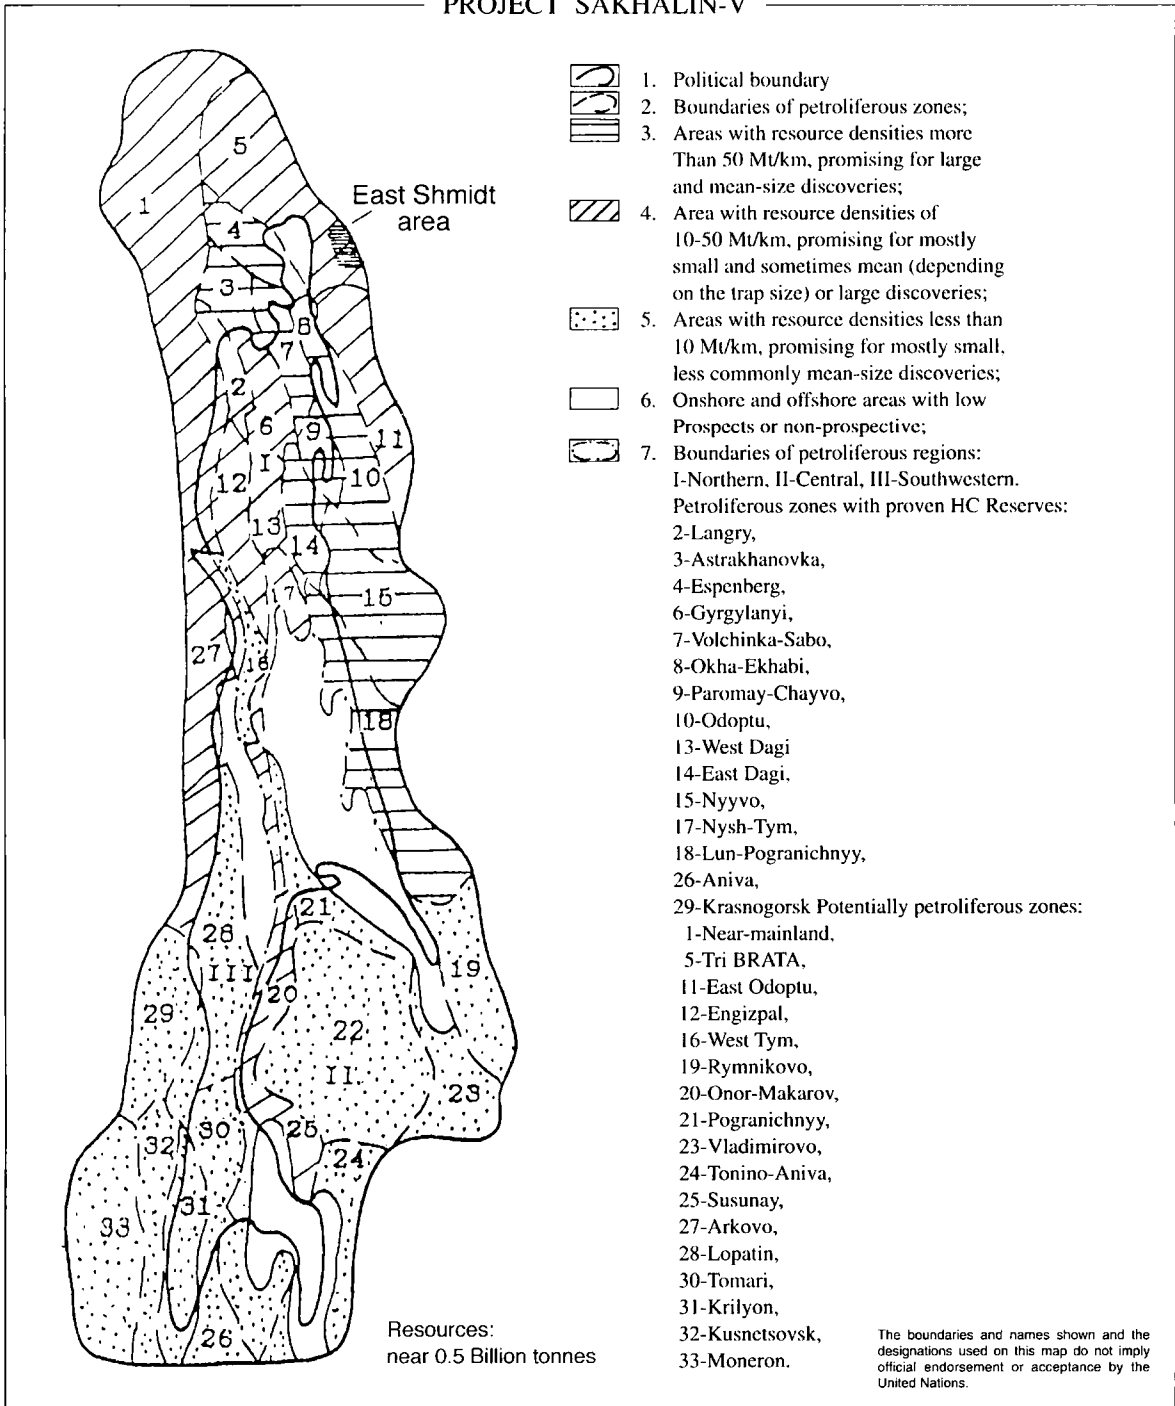 PROJECT SAKHALIN-V
1. Political boundary
2. Boundaries of petroliferous zones;
3. Areas with resource densities more
Than 50 Mt/km, promising for large
and mean-size discoveries;
4. Area with resource densities of
10-50 Mt/km, promising for mostly
small and sometimes mean (depending
on the trap size) or large discoveries;
5. Areas with resource densities less than
10 Mt/km, promising for mostly small,
less commonly mean-size discoveries;
6. Onshore and offshore areas with low
Prospects or non-prospective;
7. Boundaries of petroliferous regions:
I-Northern, II-Central, III-Southwestern.
Petroliferous zones with proven HC Reserves:
2-Langry,
3-Astrakhanovka,
4-Espenberg,
6-Gyrgylanyi,
7-Volchinka-Sabo,
8-Okha-Ekhabi,
9-Paromay-Chayvo,
10-Odoptu,
13-West Dagi
14-East Dagi,
15-Nyyvo,
17-Nysh-Tym,
18-Lun-Pogranichnyy,
26-Aniva,
29-Krasnogorsk Potentially petroliferous zones:
1-Near-mainland,
5-Tri BRATA,
11-East Odoptu,
12-Engizpal,
16-West Tym,
19-Rymnikovo,
20-Onor-Makarov,
21-Pogranichnyy,
23-Vladimirovo,
24-Tonino-Aniva,
25-Susunay,
27-Arkovo,
28-Lopatin,
30-Tomari,
31-Krilyon,
32-Kusnetsovsk,
33-Moneron.
East Shmidt
area
5
1
4
3
8
7
2
6
9
11
I
12
10
13
14
17
15
27
16
18
21
28
III
19
20
29
22
II
23
30
25
32
24
31
33
26
Resources:
near 0.5 Billion tonnes
The boundaries and names shown and the
designations used on this map do not imply
official endorsement or acceptance by the
United Nations.